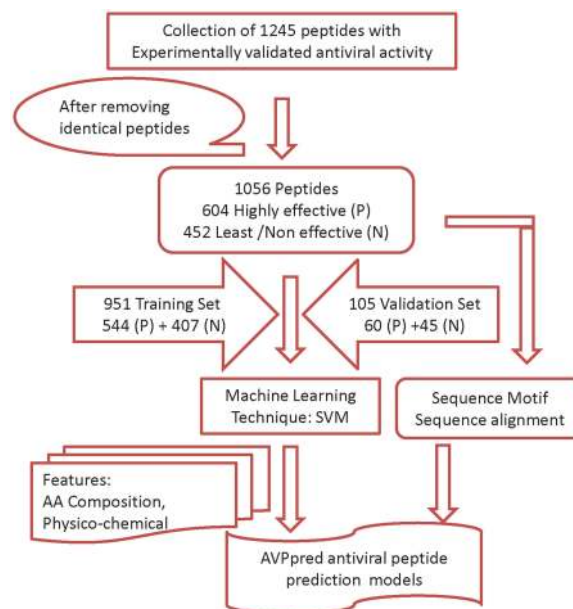 Collection of 1245 peptides with
Experimentally validated antiviral activity
After removing
identical peptides
1056 Peptides
604 Highly effective (P)
452 Least /Non effective (N)
951 Training Set
544 (P) + 407 (N)
105 Validation Set
60 (P) +45 (N)
Machine Learning
Technique: SVM
Sequence Motif
Sequence alignment
Features:
AA Composition,
Physico-chemical
AVPpred antiviral peptide
prediction models